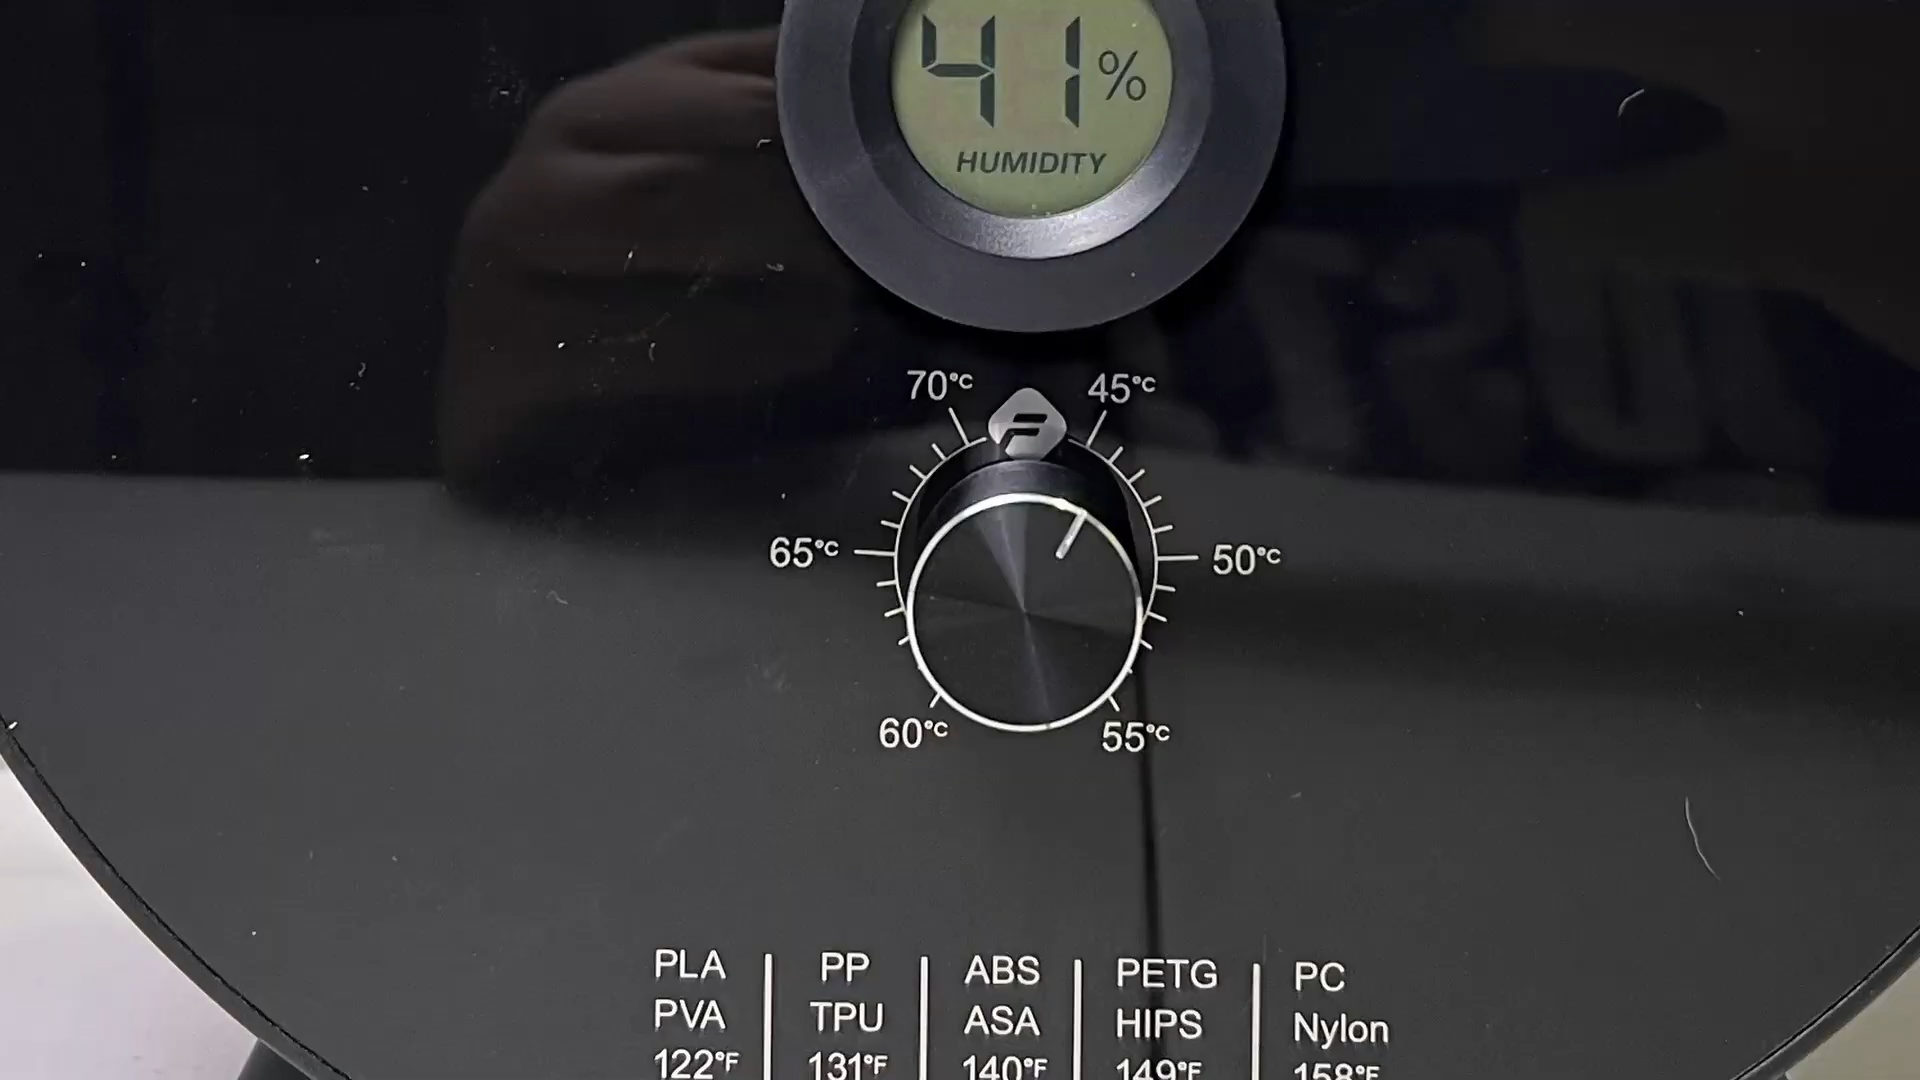 41%
HUMIDITY
70°C 45°C
65°C 50°C
60°C 55°C
PLA PP ABS PETG PC
PVA TPU ASA HIPS Nylon
122°F 131°F 140°F 149°F 158°F